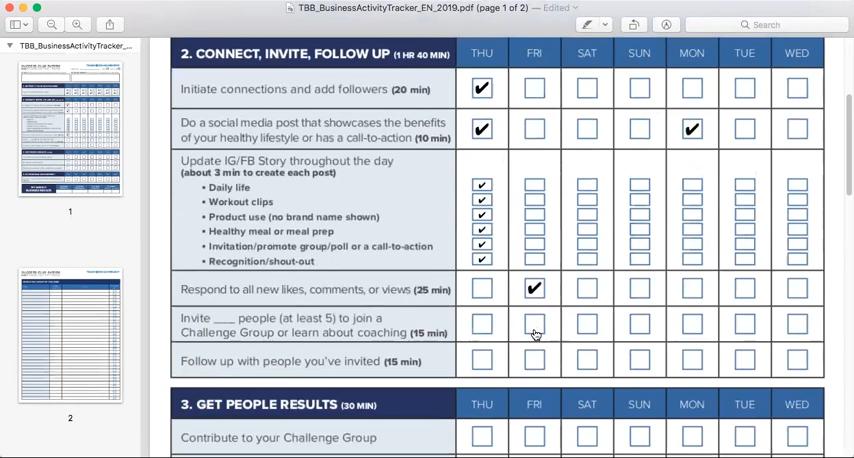 TBB_BusinessActivityTracker_EN_2019.pdf (page 1 of 2) — Edited
Search
TBB_BusinessActivityTracker_...
1
2
2. CONNECT, INVITE, FOLLOW UP (1 HR 40 MIN) THU FRI SAT SUN MON TUE WED
Initiate connections and add followers (20 min)
Do a social media post that showcases the benefits
of your healthy lifestyle or has a call-to-action (10 min)
Update IG/FB Story throughout the day
(about 3 min to create each post)
• Daily life
• Workout clips
• Product use (no brand name shown)
• Healthy meal or meal prep
• Invitation/promote group/poll or a call-to-action
• Recognition/shout-out
Respond to all new likes, comments, or views (25 min)
Invite ___ people (at least 5) to join a
Challenge Group or learn about coaching (15 min)
Follow up with people you've invited (15 min)
3. GET PEOPLE RESULTS (30 MIN) THU FRI SAT SUN MON TUE WED
Contribute to your Challenge Group